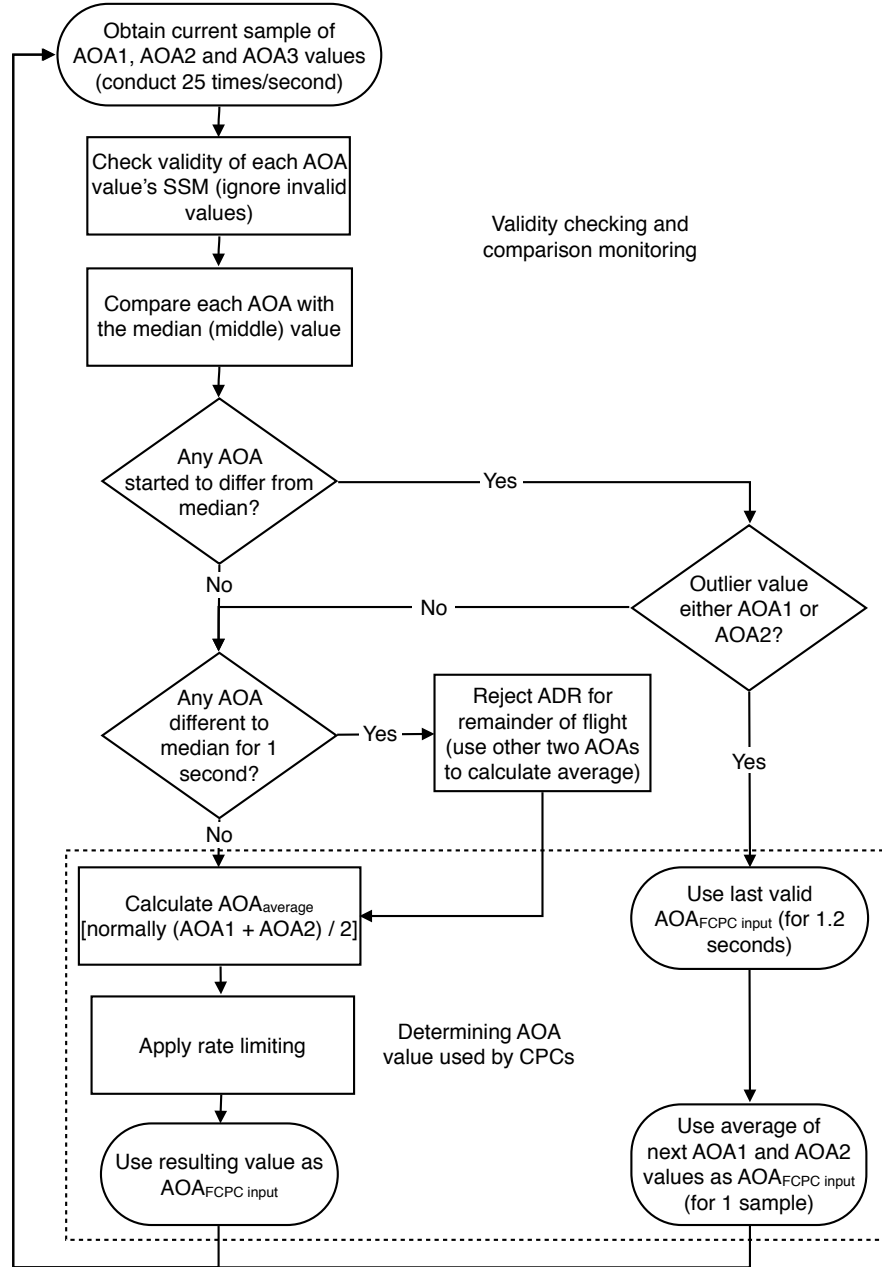 Obtain current sample of
AOA1, AOA2 and AOA3 values
(conduct 25 times/second)
Check validity of each AOA
value's SSM (ignore invalid
values)
Validity checking and
comparison monitoring
Compare each AOA with
the median (middle) value
Any AOA
started to differ from
median?
Yes
No
Outlier value
either AOA1 or
AOA2?
No
Any AOA
different to
median for 1
second?
Yes
Reject ADR for
remainder of flight
(use other two AOAs
to calculate average)
Yes
No
Calculate AOAaverage
[normally (AOA1 + AOA2) / 2]
Use last valid
AOAFCPC input (for 1.2
seconds)
Apply rate limiting
Determining AOA
value used by CPCs
Use resulting value as
AOAFCPC input
Use average of
next AOA1 and AOA2
values as AOAFCPC input
(for 1 sample)